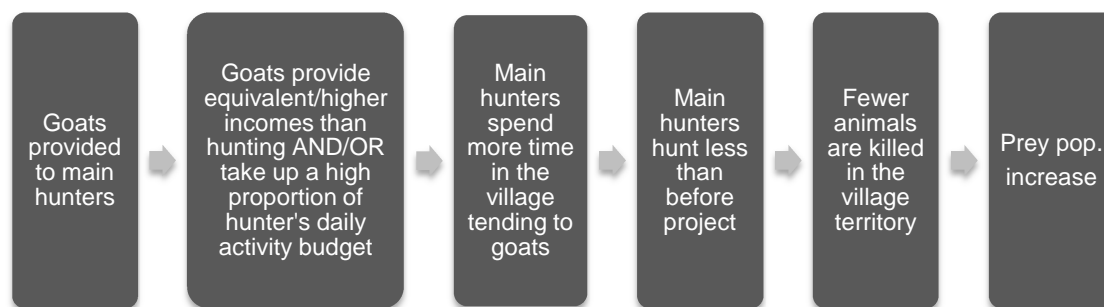 Goats
provided
to main
hunters
Goats provide
equivalent/higher
incomes than
hunting AND/OR
take up a high
proportion of
hunter's daily
activity budget
Main
hunters
spend
more time
in the
village
tending to
goats
Main
hunters
hunt less
than
before
project
Fewer
animals
are killed
in the
village
territory
Prey pop.
increase